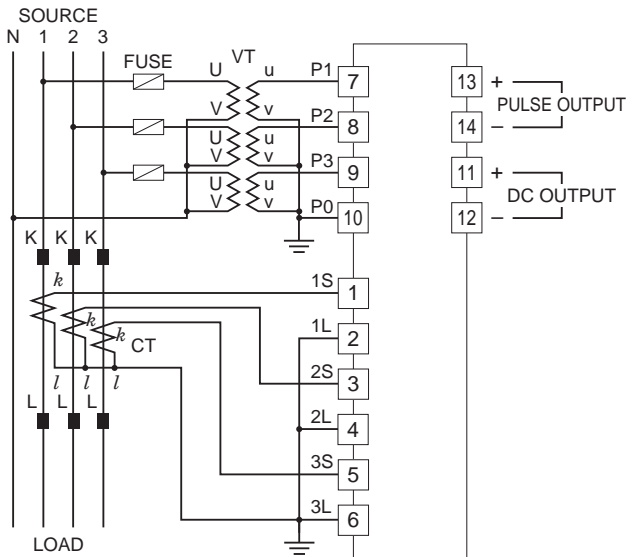 SOURCE
N 1 2 3
FUSE
VT
U u P1 7
V v P2 8
U u
V v P3 9
U u
V v P0 10
13 +
PULSE OUTPUT
14 −
11 +
DC OUTPUT
12 −
K K K
k 1S 1
k
k CT 1L 2
2S 3
l l l
L L L 2L 4
3S 5
3L 6
LOAD